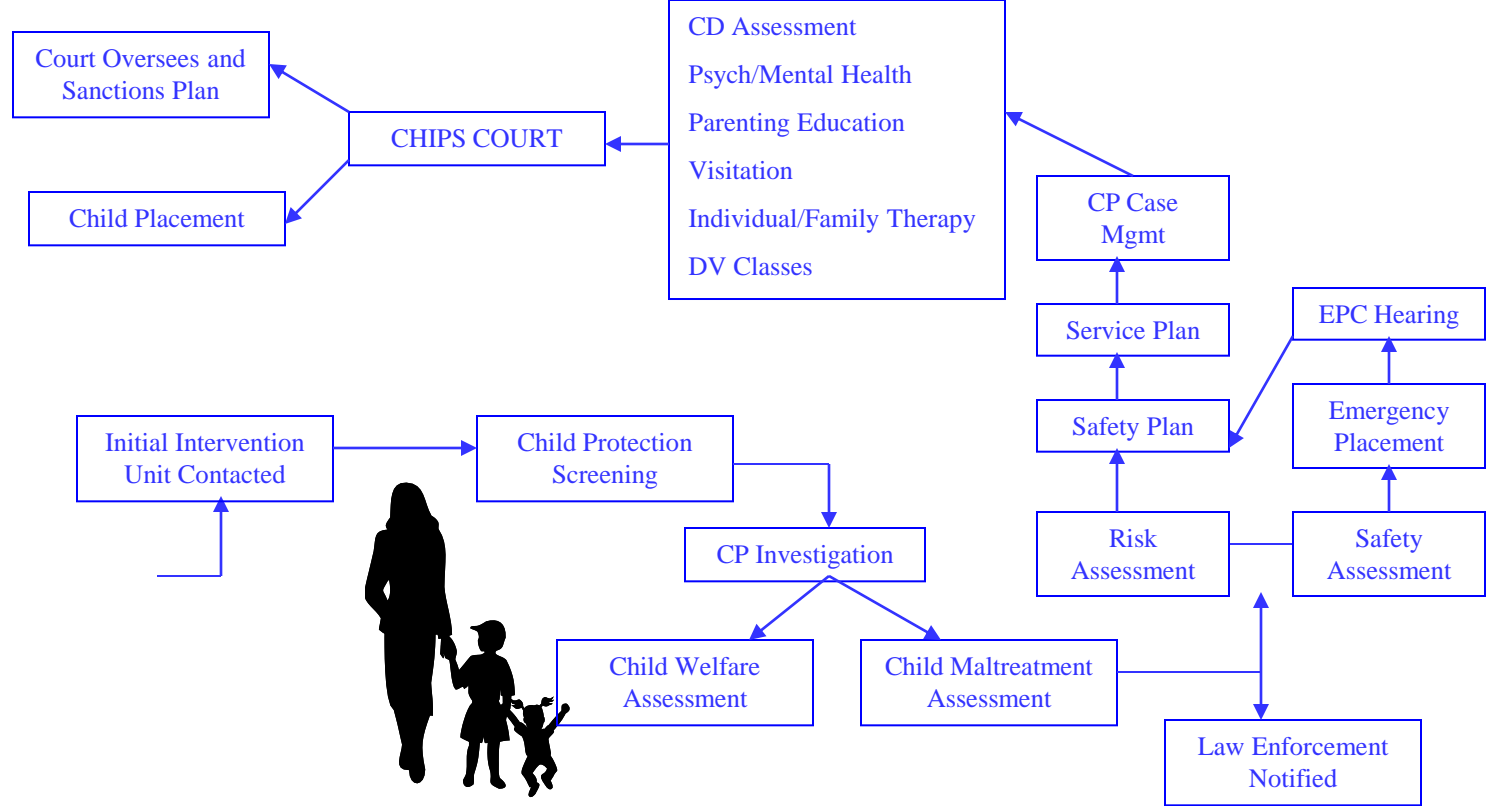 Court Oversees and
Sanctions Plan
CHIPS COURT
Child Placement
CD Assessment
Psych/Mental Health
Parenting Education
Visitation
Individual/Family Therapy
DV Classes
CP Case
Mgmt
Service Plan
EPC Hearing
Safety Plan
Emergency
Placement
Initial Intervention
Unit Contacted
Child Protection
Screening
CP Investigation
Risk
Assessment
Safety
Assessment
Child Welfare
Assessment
Child Maltreatment
Assessment
Law Enforcement
Notified